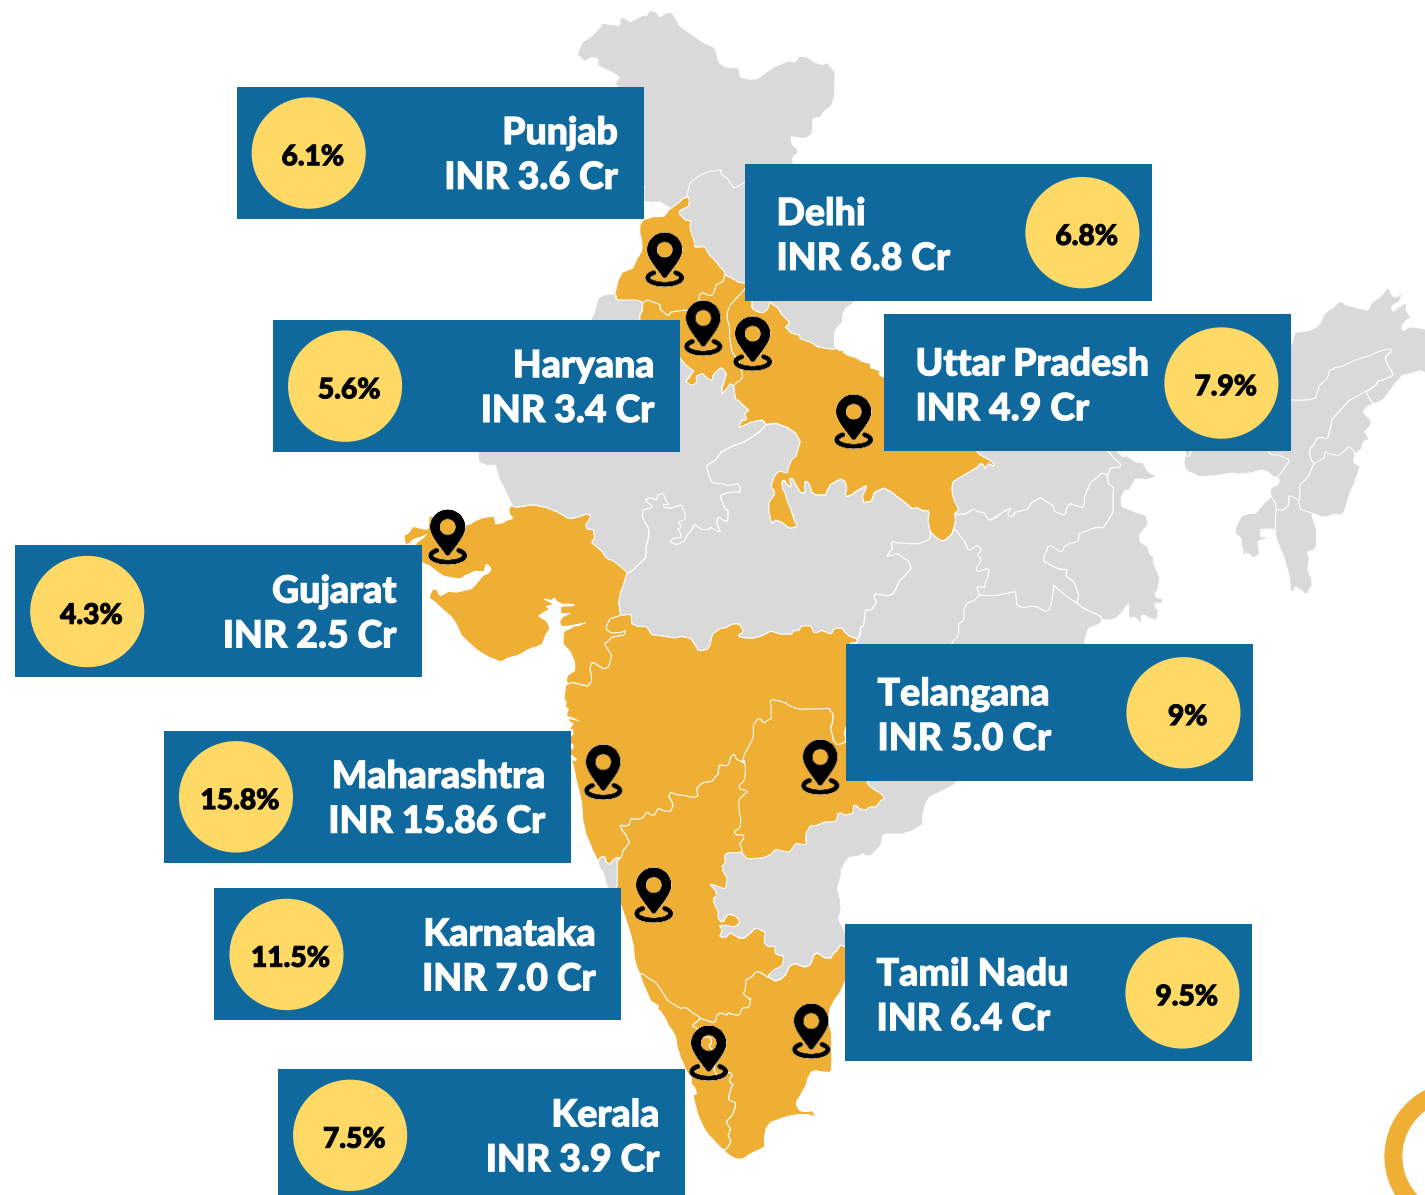 6.1%
Punjab
INR 3.6 Cr
Delhi
INR 6.8 Cr
6.8%
5.6%
Haryana
INR 3.4 Cr
Uttar Pradesh
INR 4.9 Cr
7.9%
4.3%
Gujarat
INR 2.5 Cr
Telangana
INR 5.0 Cr
9%
15.8%
Maharashtra
INR 15.86 Cr
11.5%
Karnataka
INR 7.0 Cr
Tamil Nadu
INR 6.4 Cr
9.5%
7.5%
Kerala
INR 3.9 Cr